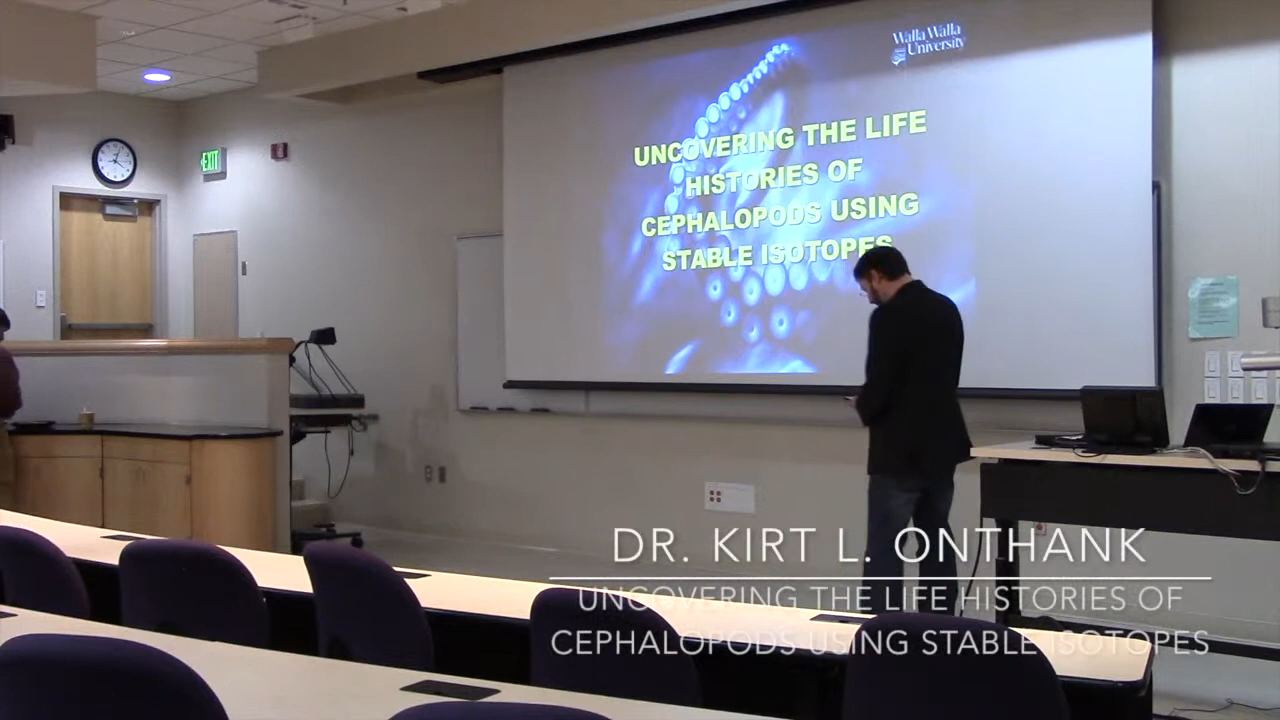 Walla Walla
University
EXIT
UNCOVERING THE LIFE
HISTORIES OF
CEPHALOPODS USING
STABLE ISOTOPES
DR. KIRT L. ONTHANK
UNCOVERING THE LIFE HISTORIES OF
CEPHALOPODS USING STABLE ISOTOPES